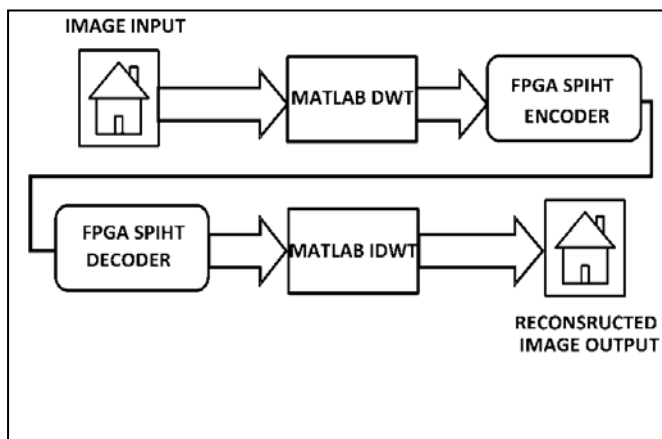 IMAGE INPUT
MATLAB DWT
FPGA SPIHT
ENCODER
FPGA SPIHT
DECODER
MATLAB IDWT
RECONSRUCTED
IMAGE OUTPUT